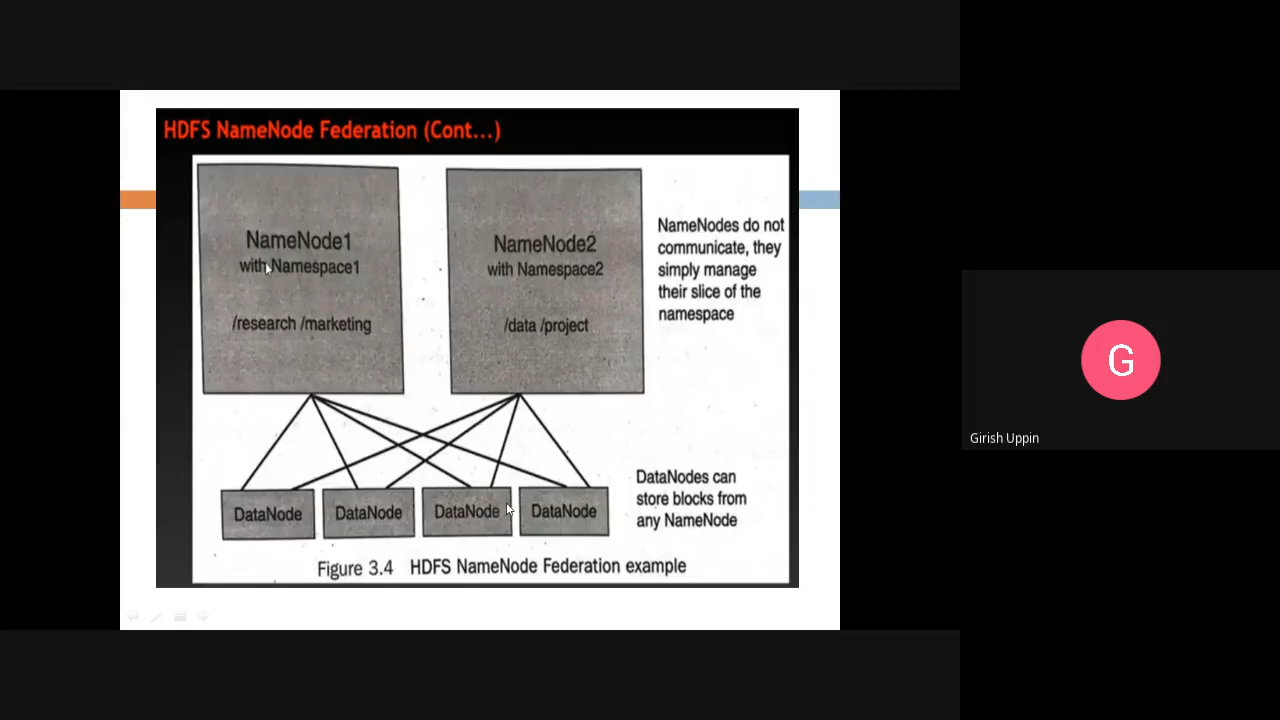 HDFS NameNode Federation (Cont...)
NameNode1
with Namespace1
/research /marketing
NameNode2
with Namespace2
/data /project
NameNodes do not
communicate, they
simply manage
their slice of the
namespace
DataNode
DataNode
DataNode
DataNode
DataNodes can
store blocks from
any NameNode
Figure 3.4 HDFS NameNode Federation example
G
Girish Uppin